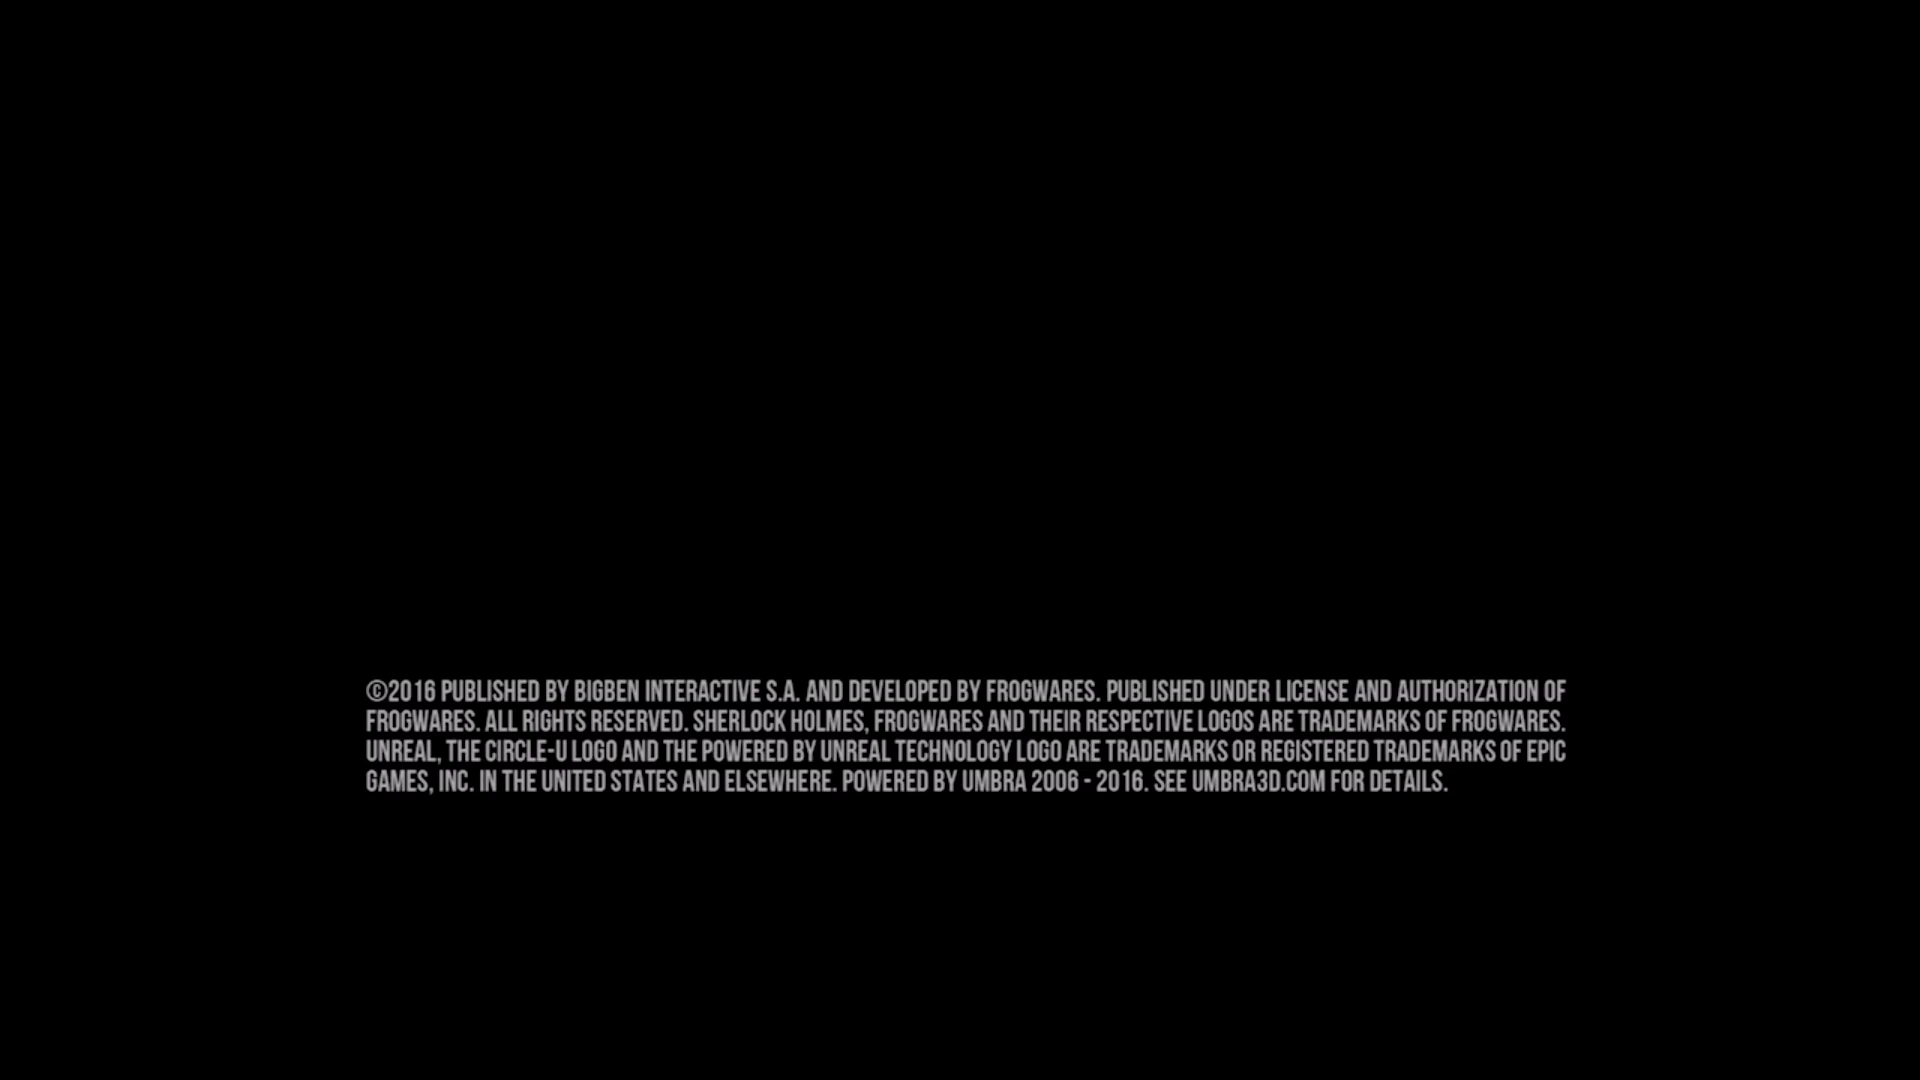 ©2016 PUBLISHED BY BIGBEN INTERACTIVE S.A. AND DEVELOPED BY FROGWARES. PUBLISHED UNDER LICENSE AND AUTHORIZATION OF
FROGWARES. ALL RIGHTS RESERVED. SHERLOCK HOLMES, FROGWARES AND THEIR RESPECTIVE LOGOS ARE TRADEMARKS OF FROGWARES.
UNREAL, THE CIRCLE-U LOGO AND THE POWERED BY UNREAL TECHNOLOGY LOGO ARE TRADEMARKS OR REGISTERED TRADEMARKS OF EPIC
GAMES, INC. IN THE UNITED STATES AND ELSEWHERE. POWERED BY UMBRA 2006 - 2016. SEE UMBRA3D.COM FOR DETAILS.